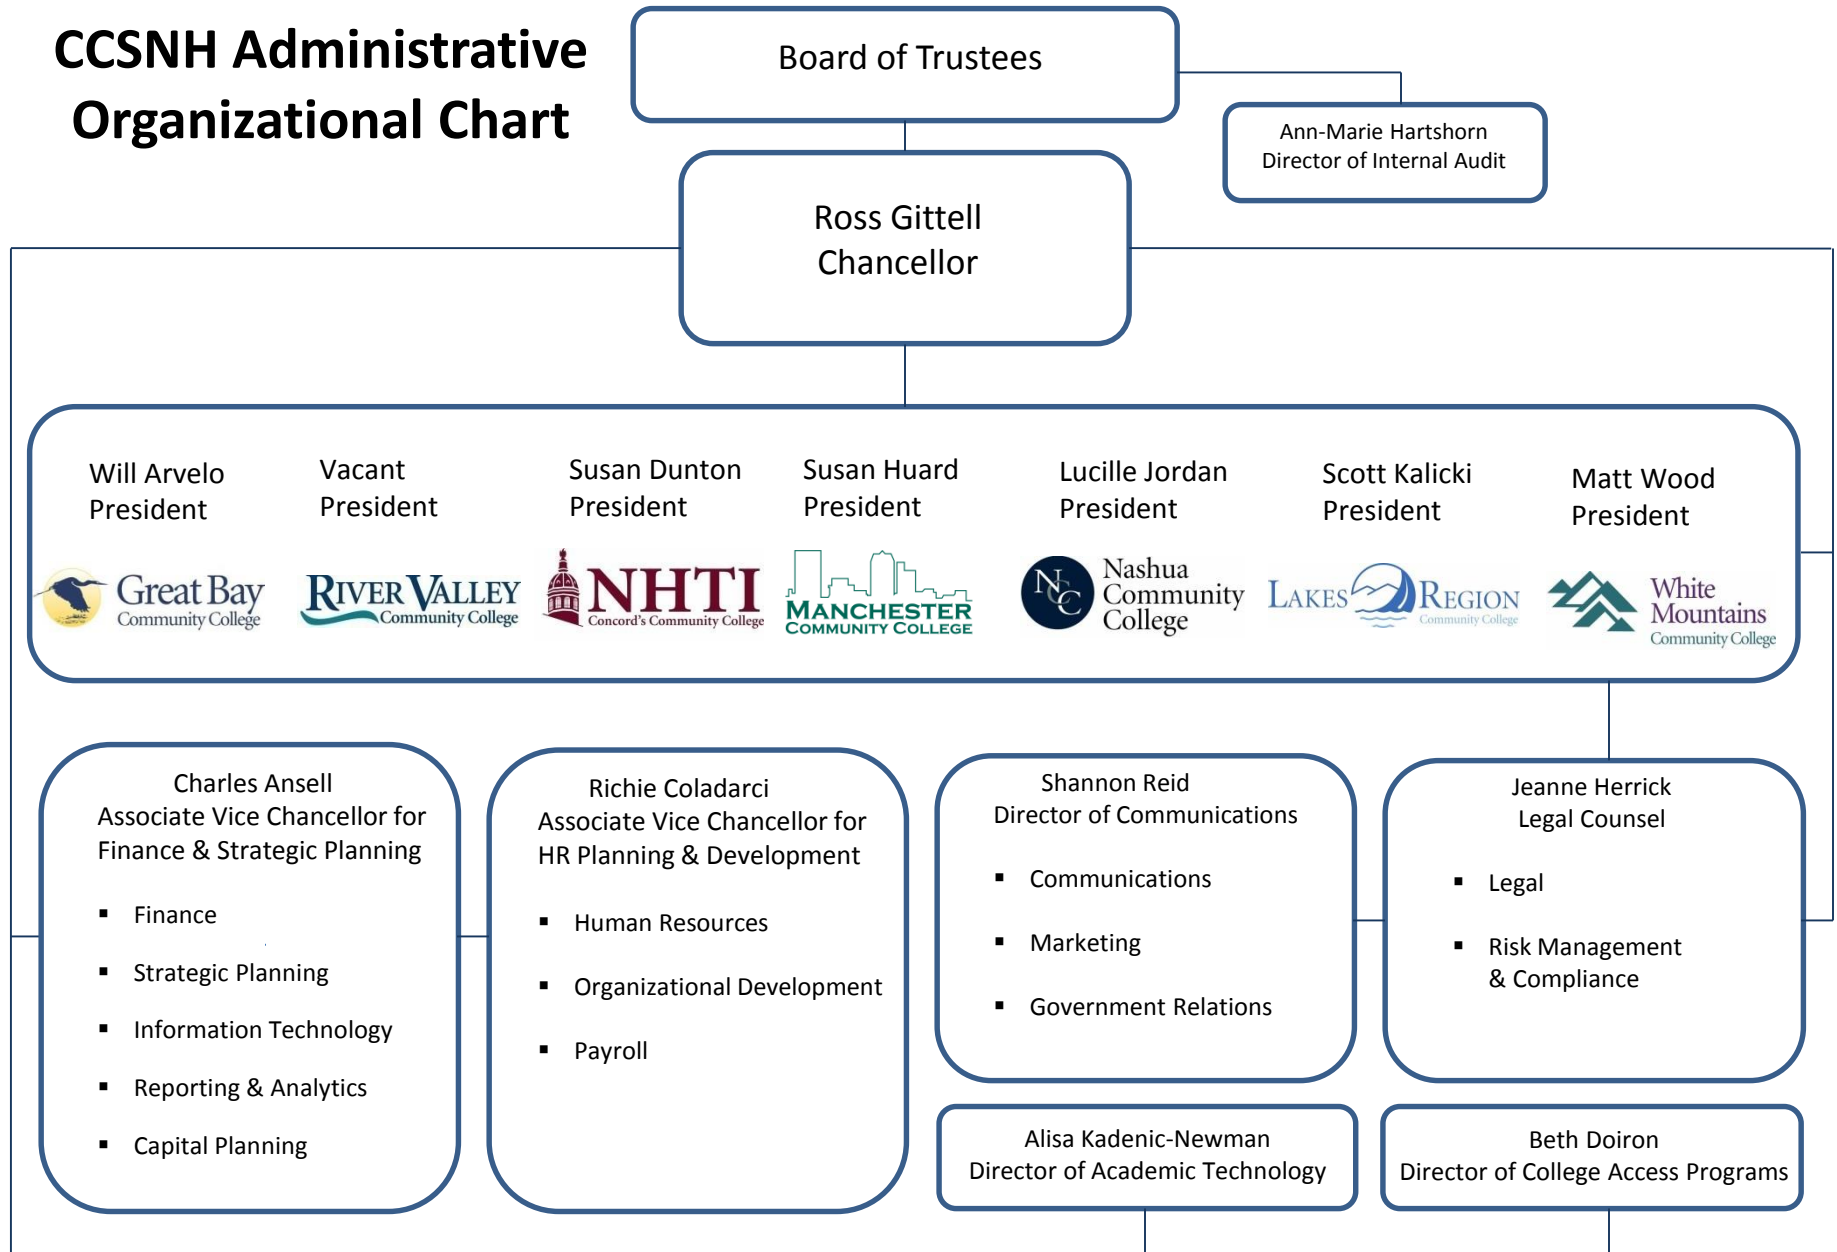 CCSNH Administrative
Organizational Chart
Board of Trustees
Ann-Marie Hartshorn
Director of Internal Audit
Ross Gittell
Chancellor
Will Arvelo
President
Great Bay
Community College
Vacant
President
RIVER VALLEY
Community College
Susan Dunton
President
NHTI
Concord's Community College
Susan Huard
President
MANCHESTER
COMMUNITY COLLEGE
Lucille Jordan
President
NCC
Nashua
Community
College
Scott Kalicki
President
LAKES REGION
Community College
Matt Wood
President
White
Mountains
Community College
Charles Ansell
Associate Vice Chancellor for
Finance & Strategic Planning
▪ Finance
▪ Strategic Planning
▪ Information Technology
▪ Reporting & Analytics
▪ Capital Planning
Richie Coladarci
Associate Vice Chancellor for
HR Planning & Development
▪ Human Resources
▪ Organizational Development
▪ Payroll
Shannon Reid
Director of Communications
▪ Communications
▪ Marketing
▪ Government Relations
Jeanne Herrick
Legal Counsel
▪ Legal
▪ Risk Management
& Compliance
Alisa Kadenic-Newman
Director of Academic Technology
Beth Doiron
Director of College Access Programs